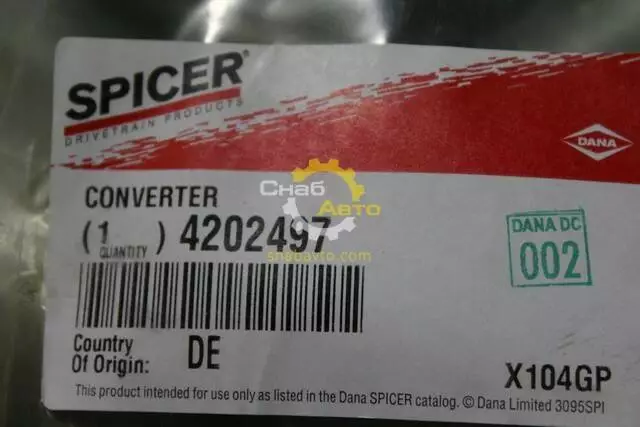 SPICER®
DRIVETRAIN PRODUCTS
DANA
CONVERTER
(1 ) 4202497
QUANTITY
Снаб
Авто
snabavto.com
DANA DC
002
Country
Of Origin: DE
X104GP
This product intended for use only as listed in the Dana SPICER catalog. © Dana Limited 3095SPI